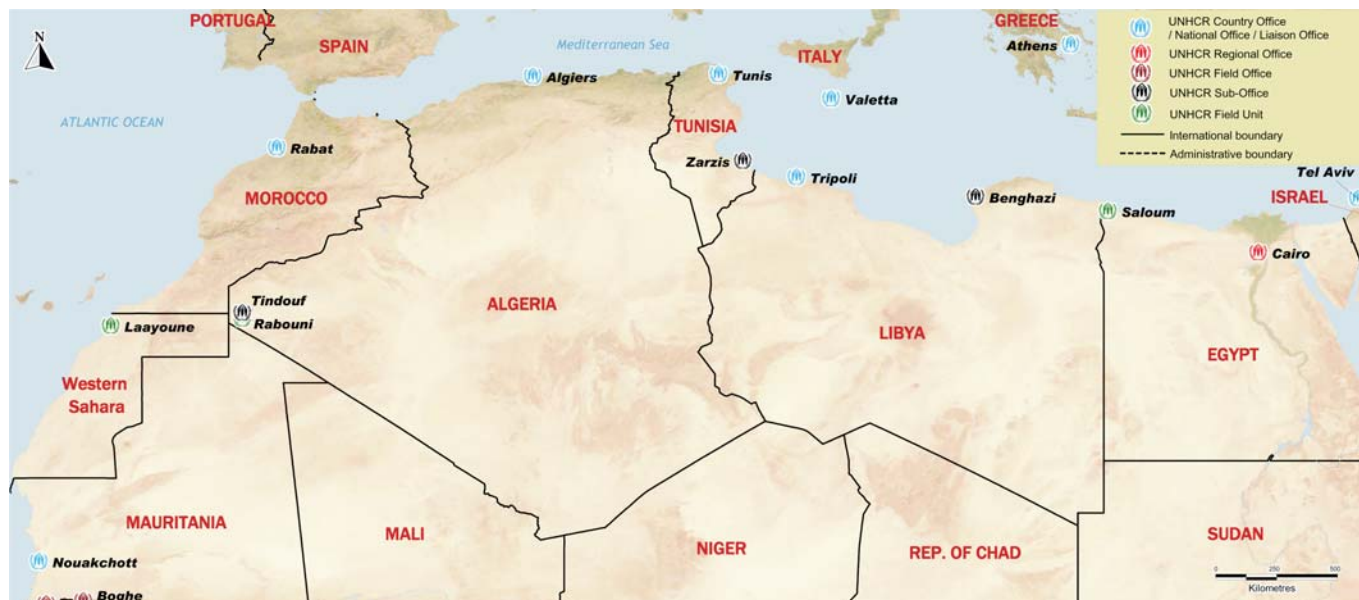 PORTUGAL
SPAIN
GREECE
Mediterranean Sea
ITALY
Athens
N
Algiers
Tunis
Valetta
ATLANTIC OCEAN
TUNISIA
Rabat
Zarzis
Tripoli
MOROCCO
Benghazi
Saloum
Tel Aviv
ISRAEL
Cairo
Tindouf
Rabouni
ALGERIA
Laayoune
LIBYA
EGYPT
Western
Sahara
MAURITANIA
MALI
NIGER
REP. OF CHAD
SUDAN
Nouakchott
Boghe
UNHCR Country Office
/ National Office / Liaison Office
UNHCR Regional Office
UNHCR Field Office
UNHCR Sub-Office
UNHCR Field Unit
International boundary
Administrative boundary
0 250 500
Kilometres